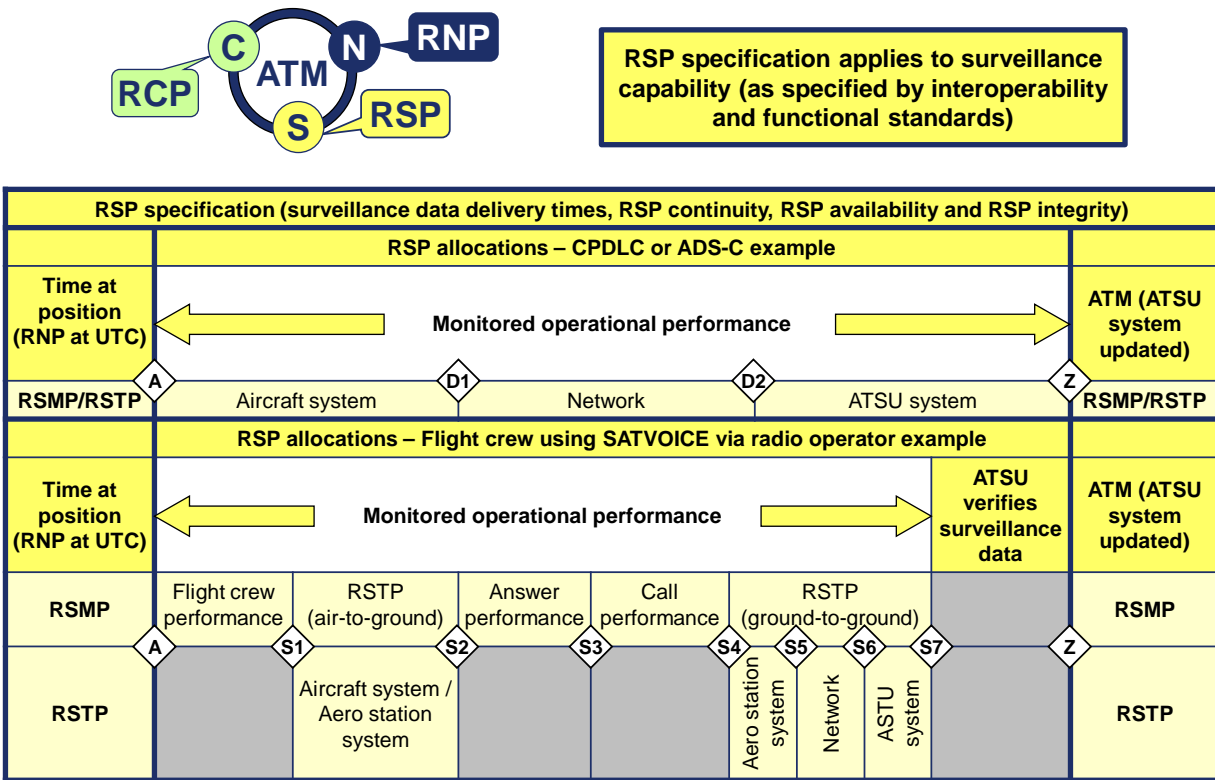 C
N
RNP
ATM
RCP
S
RSP
RSP specification applies to surveillance
capability (as specified by interoperability
and functional standards)
RSP specification (surveillance data delivery times, RSP continuity, RSP availability and RSP integrity)
RSP allocations – CPDLC or ADS-C example
Time at
position
(RNP at UTC)
Monitored operational performance
ATM (ATSU
system
updated)
A
D1
D2
Z
RSMP/RSTP
Aircraft system
Network
ATSU system
RSMP/RSTP
RSP allocations – Flight crew using SATVOICE via radio operator example
Time at
position
(RNP at UTC)
Monitored operational performance
ATSU
verifies
surveillance
data
ATM (ATSU
system
updated)
RSMP
Flight crew
performance
RSTP
(air-to-ground)
Answer
performance
Call
performance
RSTP
(ground-to-ground)
RSMP
A
S1
S2
S3
S4
S5
S6
S7
Z
RSTP
Aircraft system /
Aero station
system
Aero station
system
Network
ASTU
system
RSTP